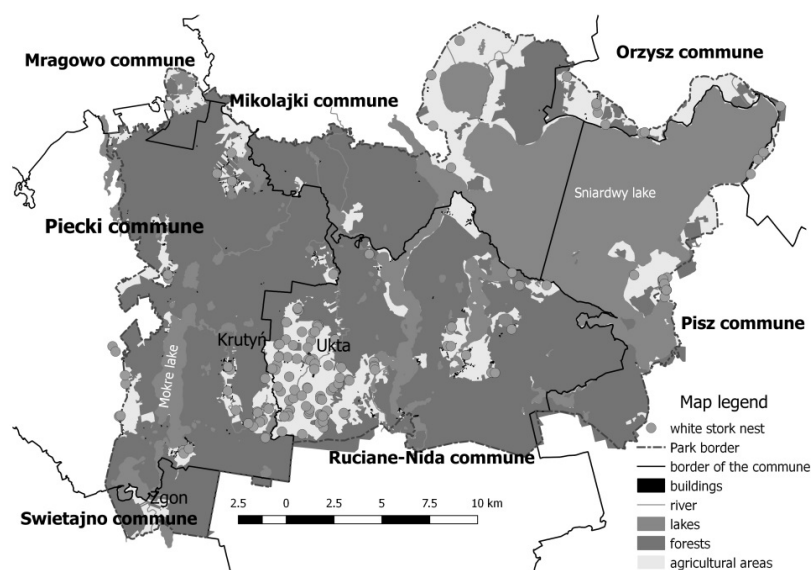 Mragowo commune
Orzysz commune
Mikolajki commune
Sniardwy lake
Piecki commune
Pisz commune
Krutyń
Ukta
Mokre lake
Ruciane-Nida commune
Zgon
Swietajno commune
2.5 0 2.5 5 7.5 10 km
Map legend
white stork nest
Park border
border of the commune
buildings
river
lakes
forests
agricultural areas